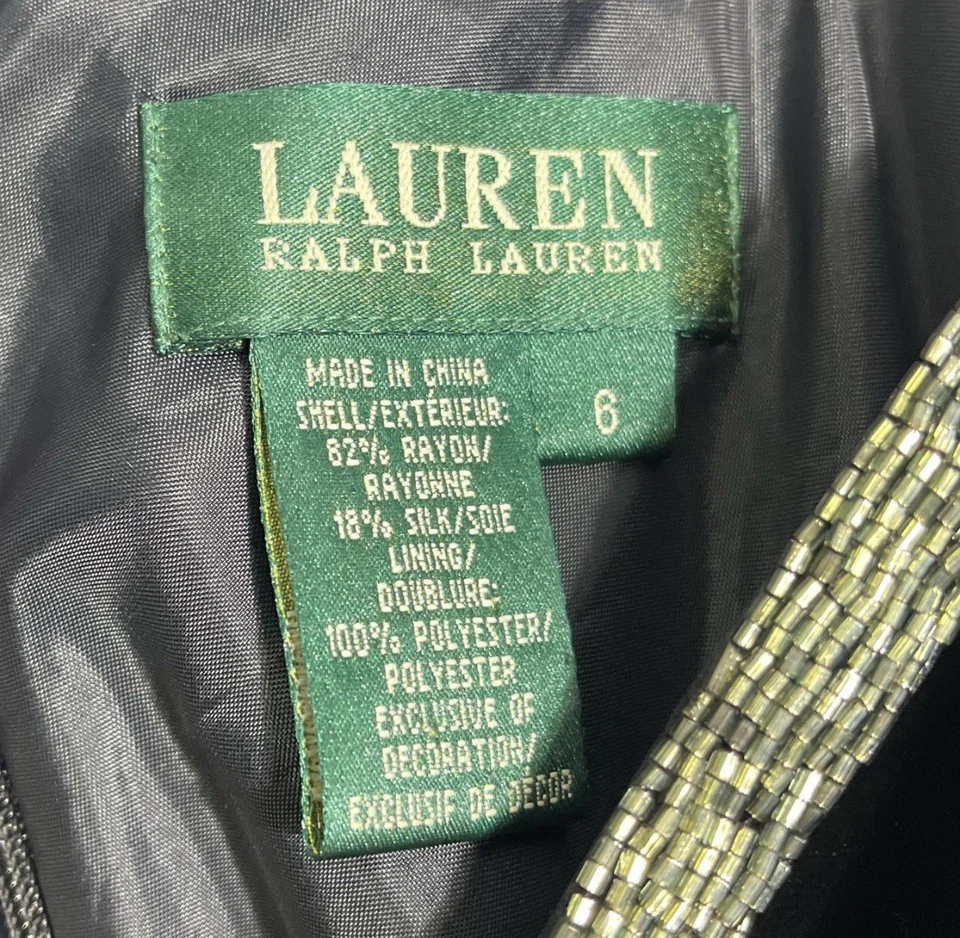 LAUREN
RALPH LAUREN
6
MADE IN CHINA
SHELL/EXTÉRIEUR:
82% RAYON/
RAYONNE
18% SILK/SOIE
LINING/
DOUBLURE:
100% POLYESTER/
POLYESTER
EXCLUSIVE OF
DECORATION/
EXCLUSIF DE DÉCOR